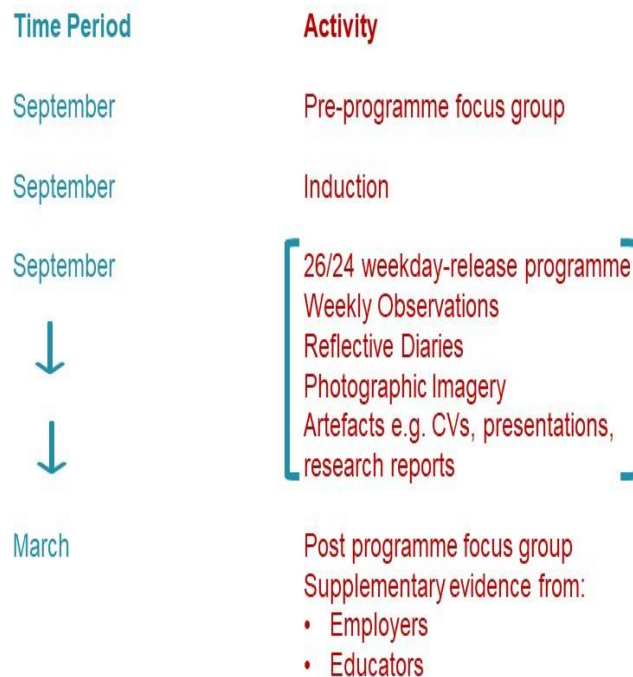 Time Period Activity
September Pre-programme focus group
September Induction
September 26/24 weekday-release programme
Weekly Observations
Reflective Diaries
Photographic Imagery
Artefacts e.g. CVs, presentations,
research reports
March Post programme focus group
Supplementary evidence from:
• Employers
• Educators